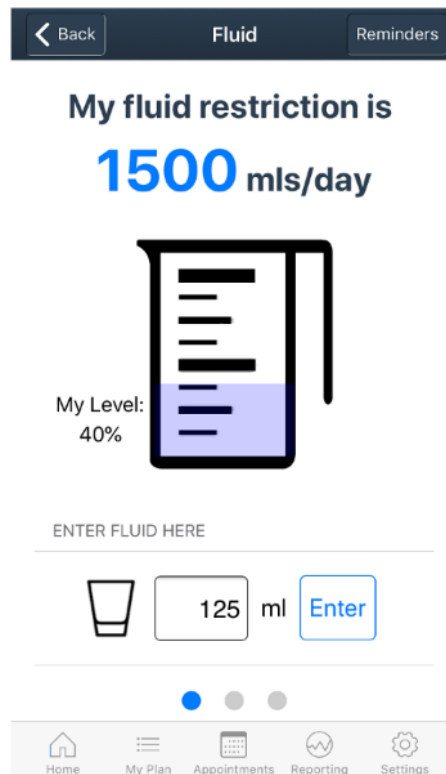 Back Fluid Reminders
My fluid restriction is
1500 mls/day
My Level:
40%
ENTER FLUID HERE
125 ml Enter
Home My Plan Appointments Reporting Settings